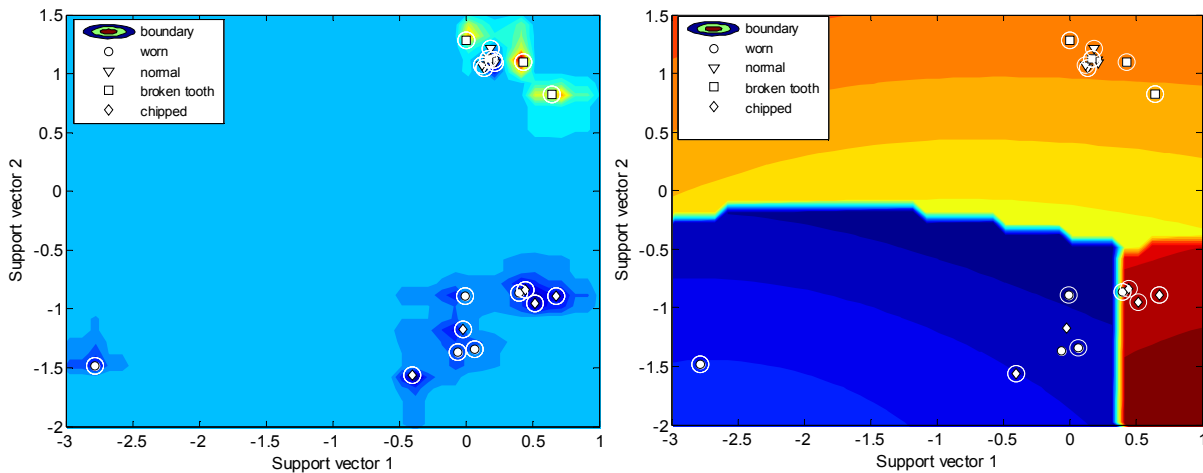 boundary
worn
normal
broken tooth
chipped
1.5
1
0.5
0
-0.5
-1
-1.5
-2
Support vector 2
-3 -2.5 -2 -1.5 -1 -0.5 0 0.5 1
Support vector 1
boundary
worn
normal
broken tooth
chipped
1.5
1
0.5
0
-0.5
-1
-1.5
-2
Support vector 2
-3 -2.5 -2 -1.5 -1 -0.5 0 0.5 1
Support vector 1